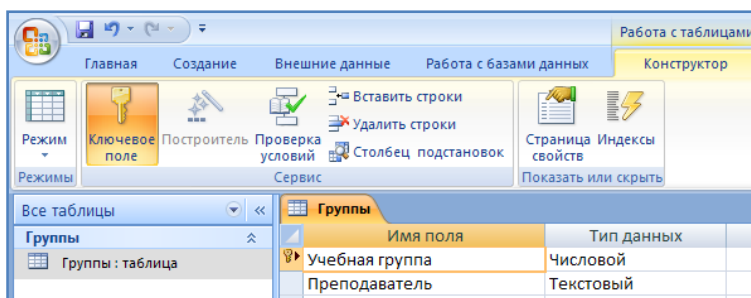 Работа с таблицами
Главная Создание Внешние данные Работа с базами данных Конструктор
Режим
Ключевое поле
Построитель
Проверка условий
Вставить строки
Удалить строки
Столбец подстановок
Страница свойств
Индексы
Режимы Сервис Показать или скрыть
Все таблицы
Группы
Группы : таблица
Группы
Имя поля Тип данных
Учебная группа Числовой
Преподаватель Текстовый